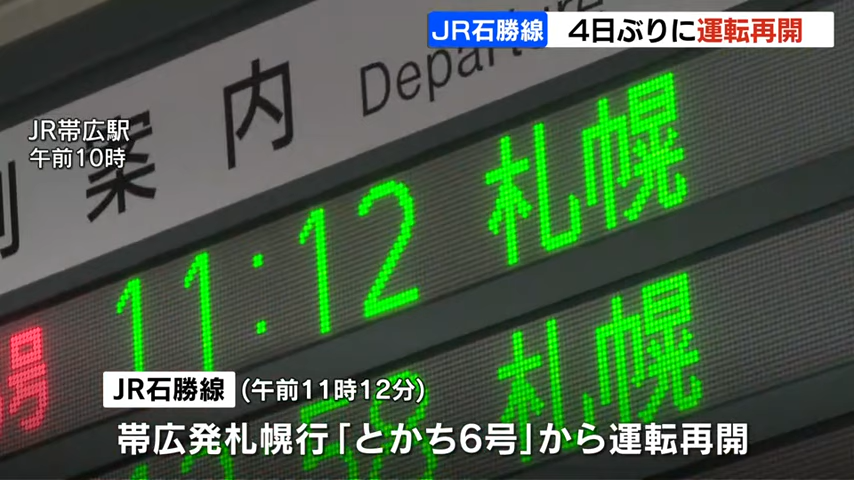 JR石勝線 4日ぶりに運転再開
Departure
案内
JR帯広駅
午前10時
11:12 札幌
号
58 札幌
JR石勝線 (午前11時12分)
帯広発札幌行「とかち6号」から運転再開